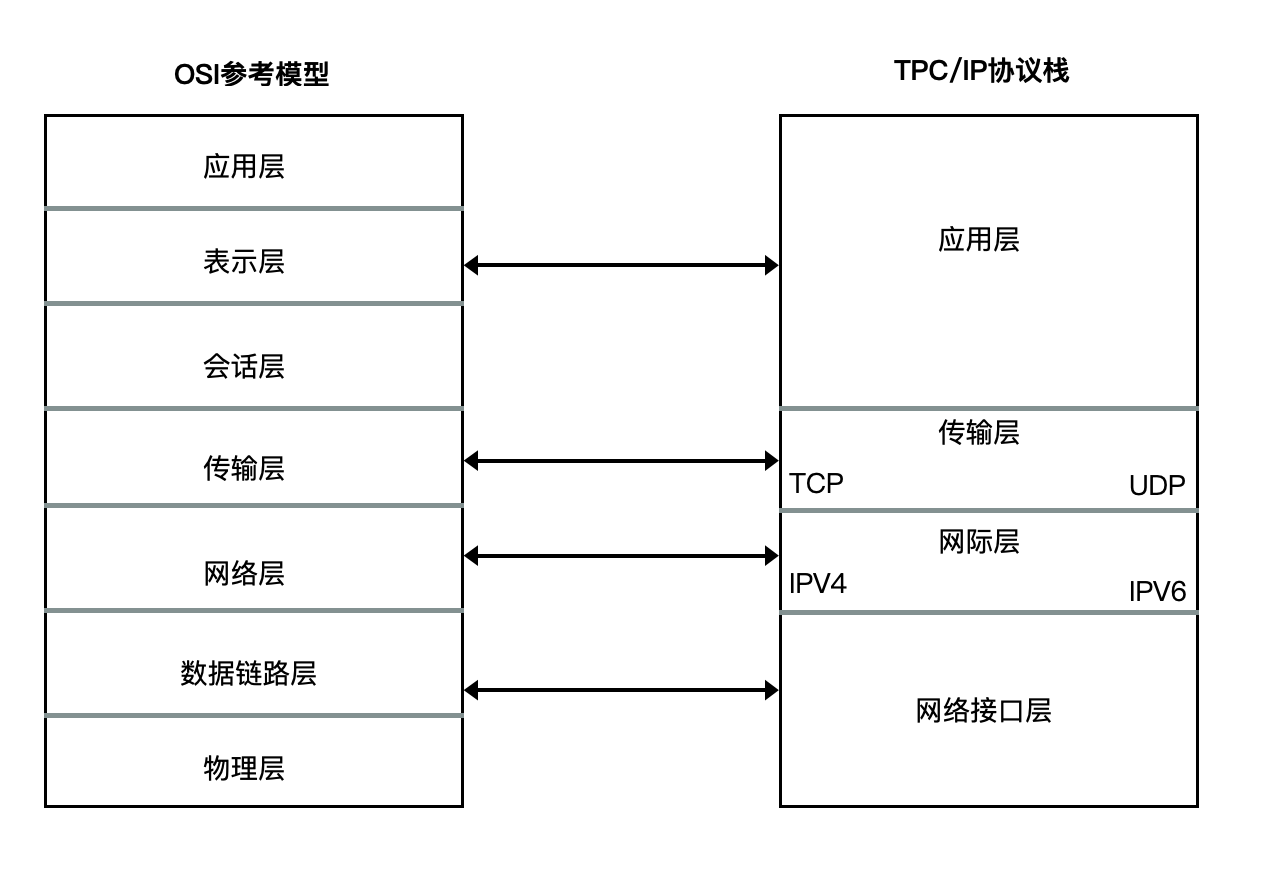 OSI参考模型
应用层
表示层
会话层
传输层
网络层
数据链路层
物理层
TPC/IP协议栈
应用层
传输层
TCP
UDP
网际层
IPV4
IPV6
网络接口层